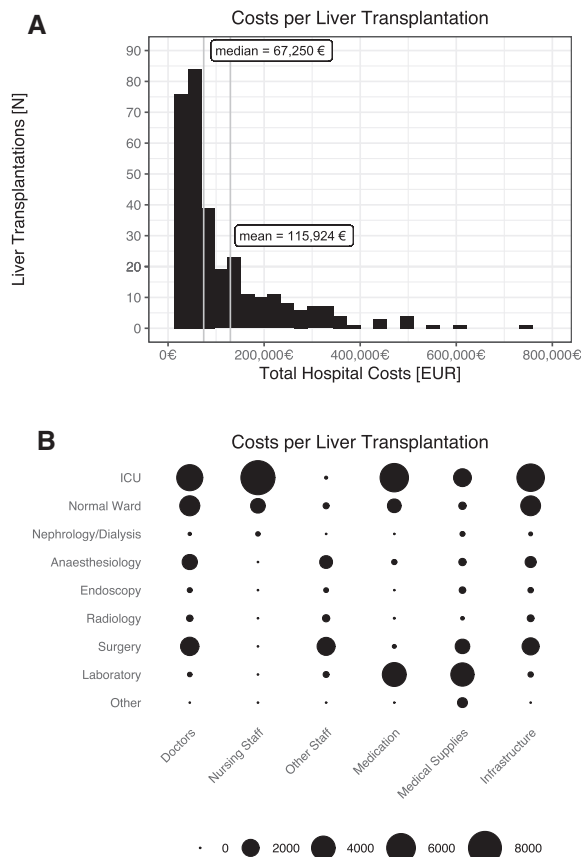 A
Costs per Liver Transplantation
median = 67,250 €
mean = 115,924 €
Liver Transplantations [N]
90
80
70
60
50
40
30
20
10
0
0€ 200,000€ 400,000€ 600,000€ 800,000€
Total Hospital Costs [EUR]
B
Costs per Liver Transplantation
ICU
Normal Ward
Nephrology/Dialysis
Anaesthesiology
Endoscopy
Radiology
Surgery
Laboratory
Other
Doctors Nursing Staff Other Staff Medication Medical Supplies Infrastructure
0 2000 4000 6000 8000